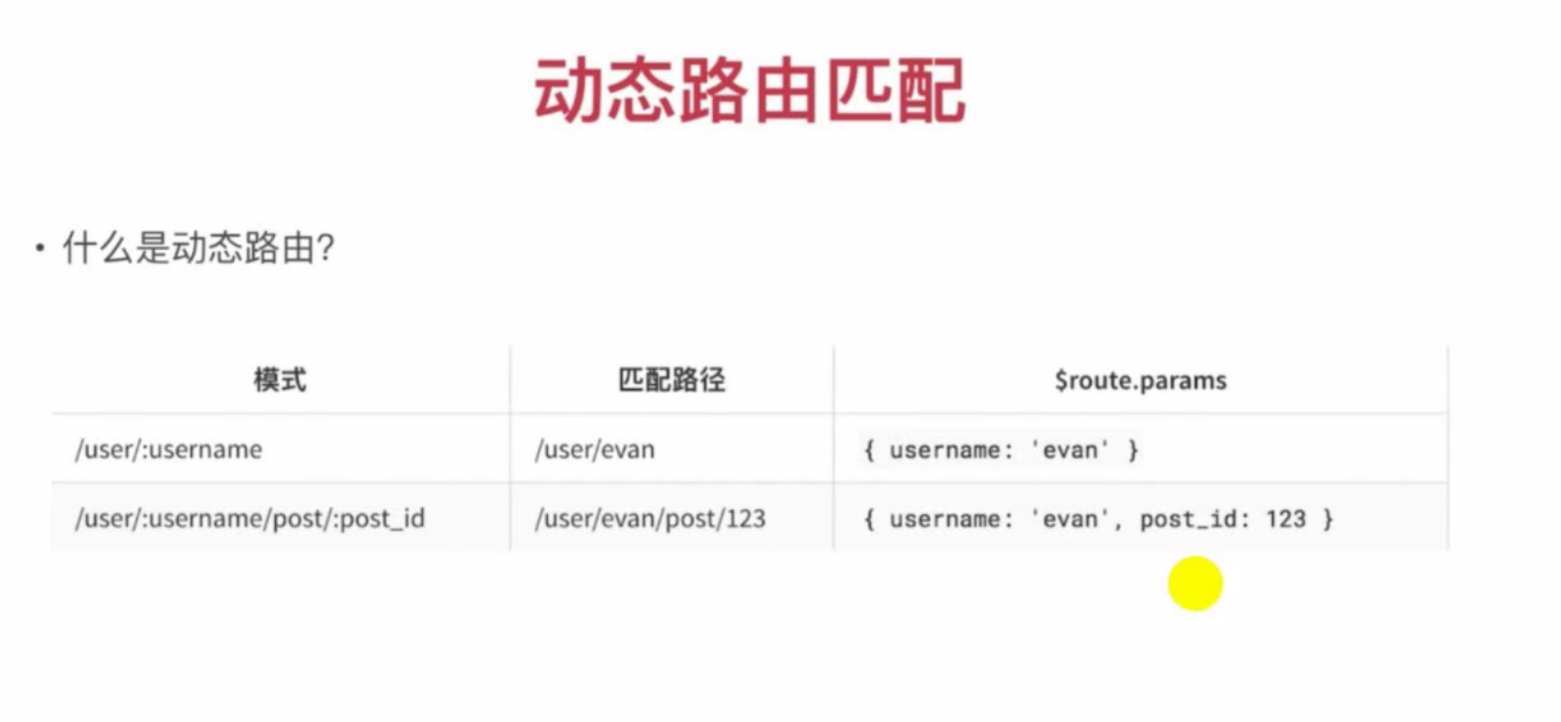 动态路由匹配
• 什么是动态路由?
模式 匹配路径 $route.params
/user/:username /user/evan { username: 'evan' }
/user/:username/post/:post_id /user/evan/post/123 { username: 'evan', post_id: 123 }